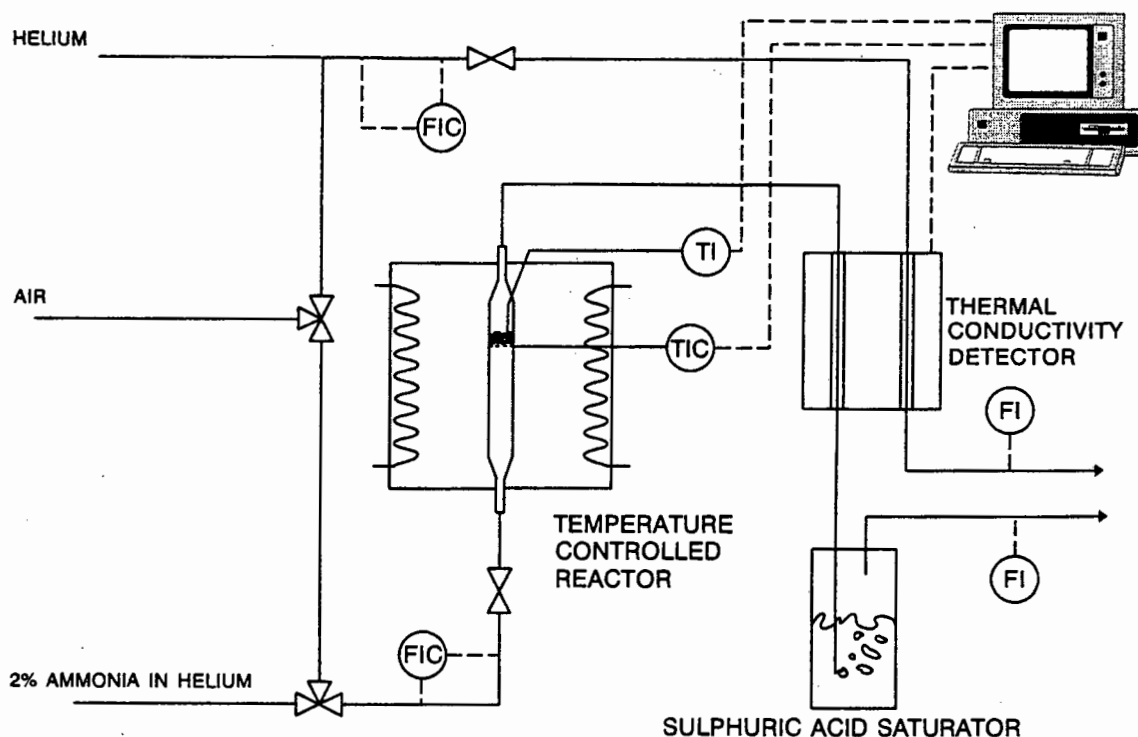 HELIUM
FIC
TI
AIR
TIC
THERMAL
CONDUCTIVITY
DETECTOR
FI
TEMPERATURE
CONTROLLED
REACTOR
FI
FIC
2% AMMONIA IN HELIUM
SULPHURIC ACID SATURATOR